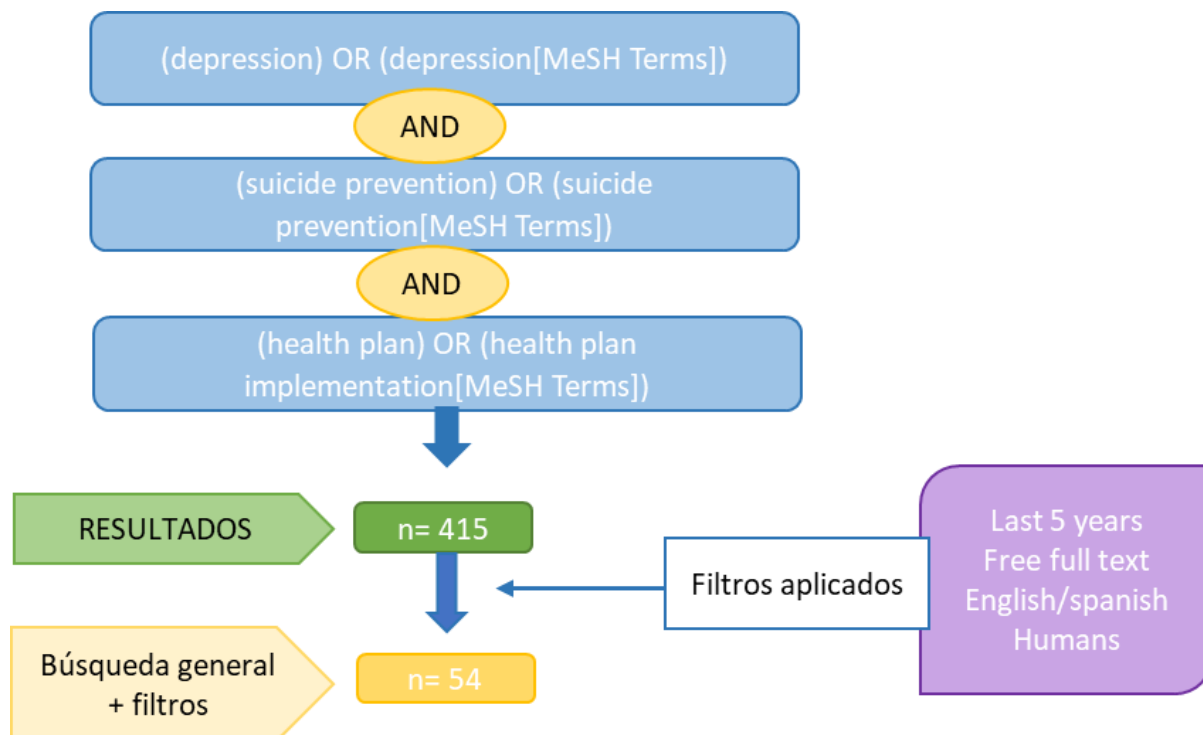 (depression) OR (depression[MeSH Terms])
AND
(suicide prevention) OR (suicide
prevention[MeSH Terms])
AND
(health plan) OR (health plan
implementation[MeSH Terms])
RESULTADOS
n= 415
Filtros aplicados
Last 5 years
Free full text
English/spanish
Humans
Búsqueda general
+ filtros
n= 54